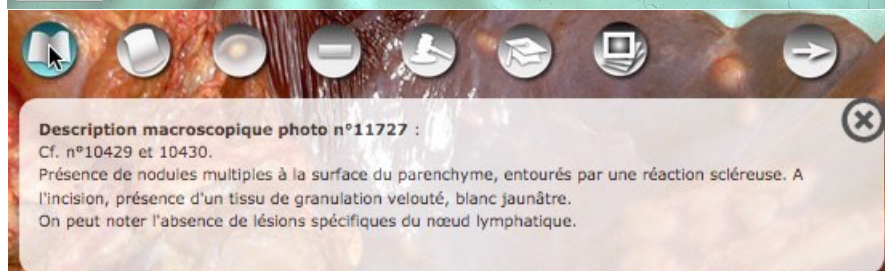 Description macroscopique photo n°11727 :
Cf. n°10429 et 10430.
Présence de nodules multiples à la surface du parenchyme, entourés par une réaction scléreuse. A
l'incision, présence d'un tissu de granulation velouté, blanc jaunâtre.
On peut noter l'absence de lésions spécifiques du nœud lymphatique.